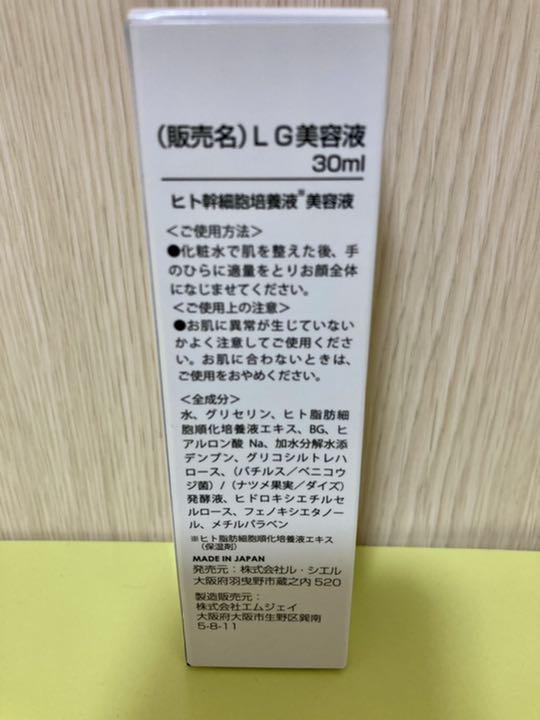 (販売名)LG美容液
30ml
ヒト幹細胞培養液※美容液
<ご使用方法>
●化粧水で肌を整えた後、手
のひらに適量をとりお顔全体
になじませてください。
<ご使用上の注意>
●お肌に異常が生じていない
かよく注意してご使用くださ
い。お肌に合わないときは、
ご使用をおやめください。
<全成分>
水、グリセリン、ヒト脂肪細
胞順化培養液エキス、BG、ヒ
アルロン酸 Na、加水分解水添
デンプン、グリコシルトレハ
ロース、(バチルス/ベニコウ
ジ菌)/(ナツメ果実/ダイズ)
発酵液、ヒドロキシエチルセ
ルロース、フェノキシエタノー
ル、メチルパラベン
※ヒト脂肪細胞順化培養液エキス
(保湿剤)
MADE IN JAPAN
発売元:株式会社ル・シエル
大阪府羽曳野市蔵之内 520
製造販売元:
株式会社エムジェイ
大阪府大阪市生野区巽南
5-8-11